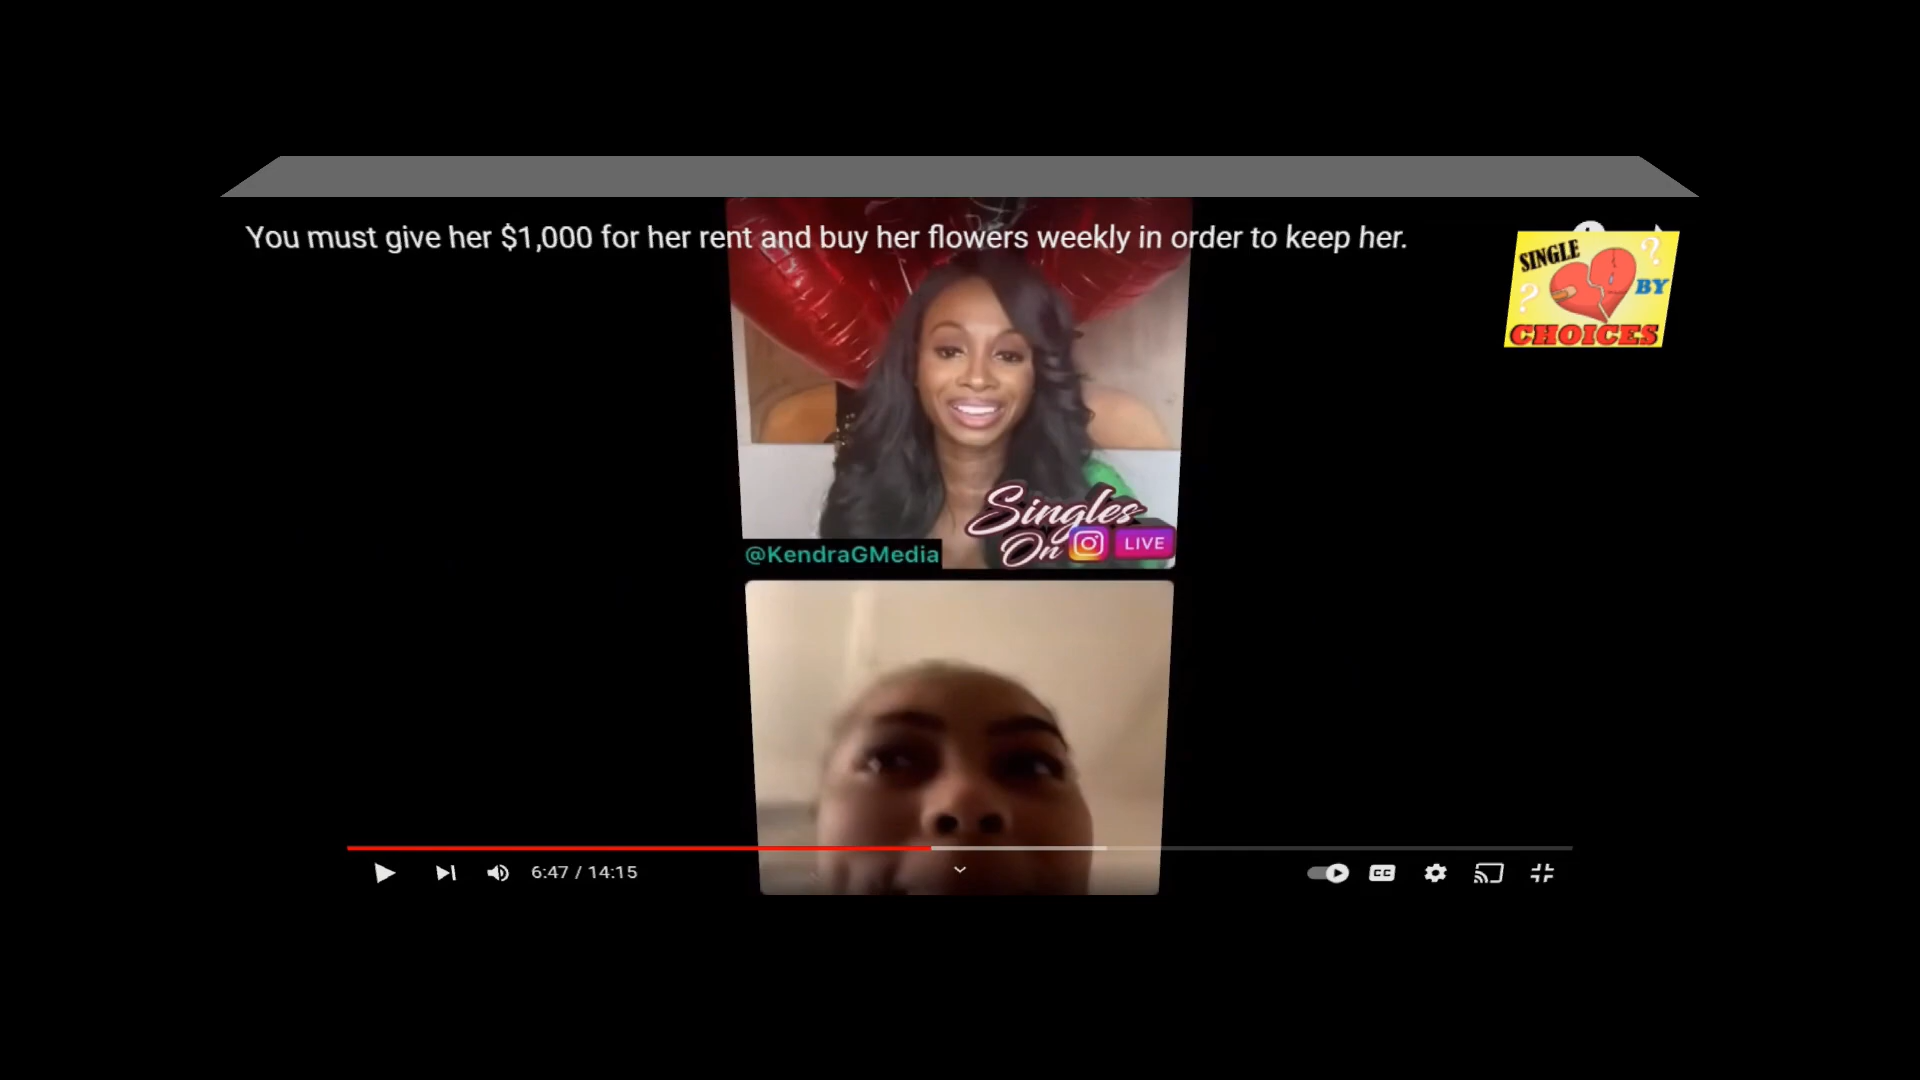 You must give her $1,000 for her rent and buy her flowers weekly in order to keep her.
SINGLE
BY
CHOICES
Singles
On LIVE
@KendraGMedia
6:47 / 14:15
CC